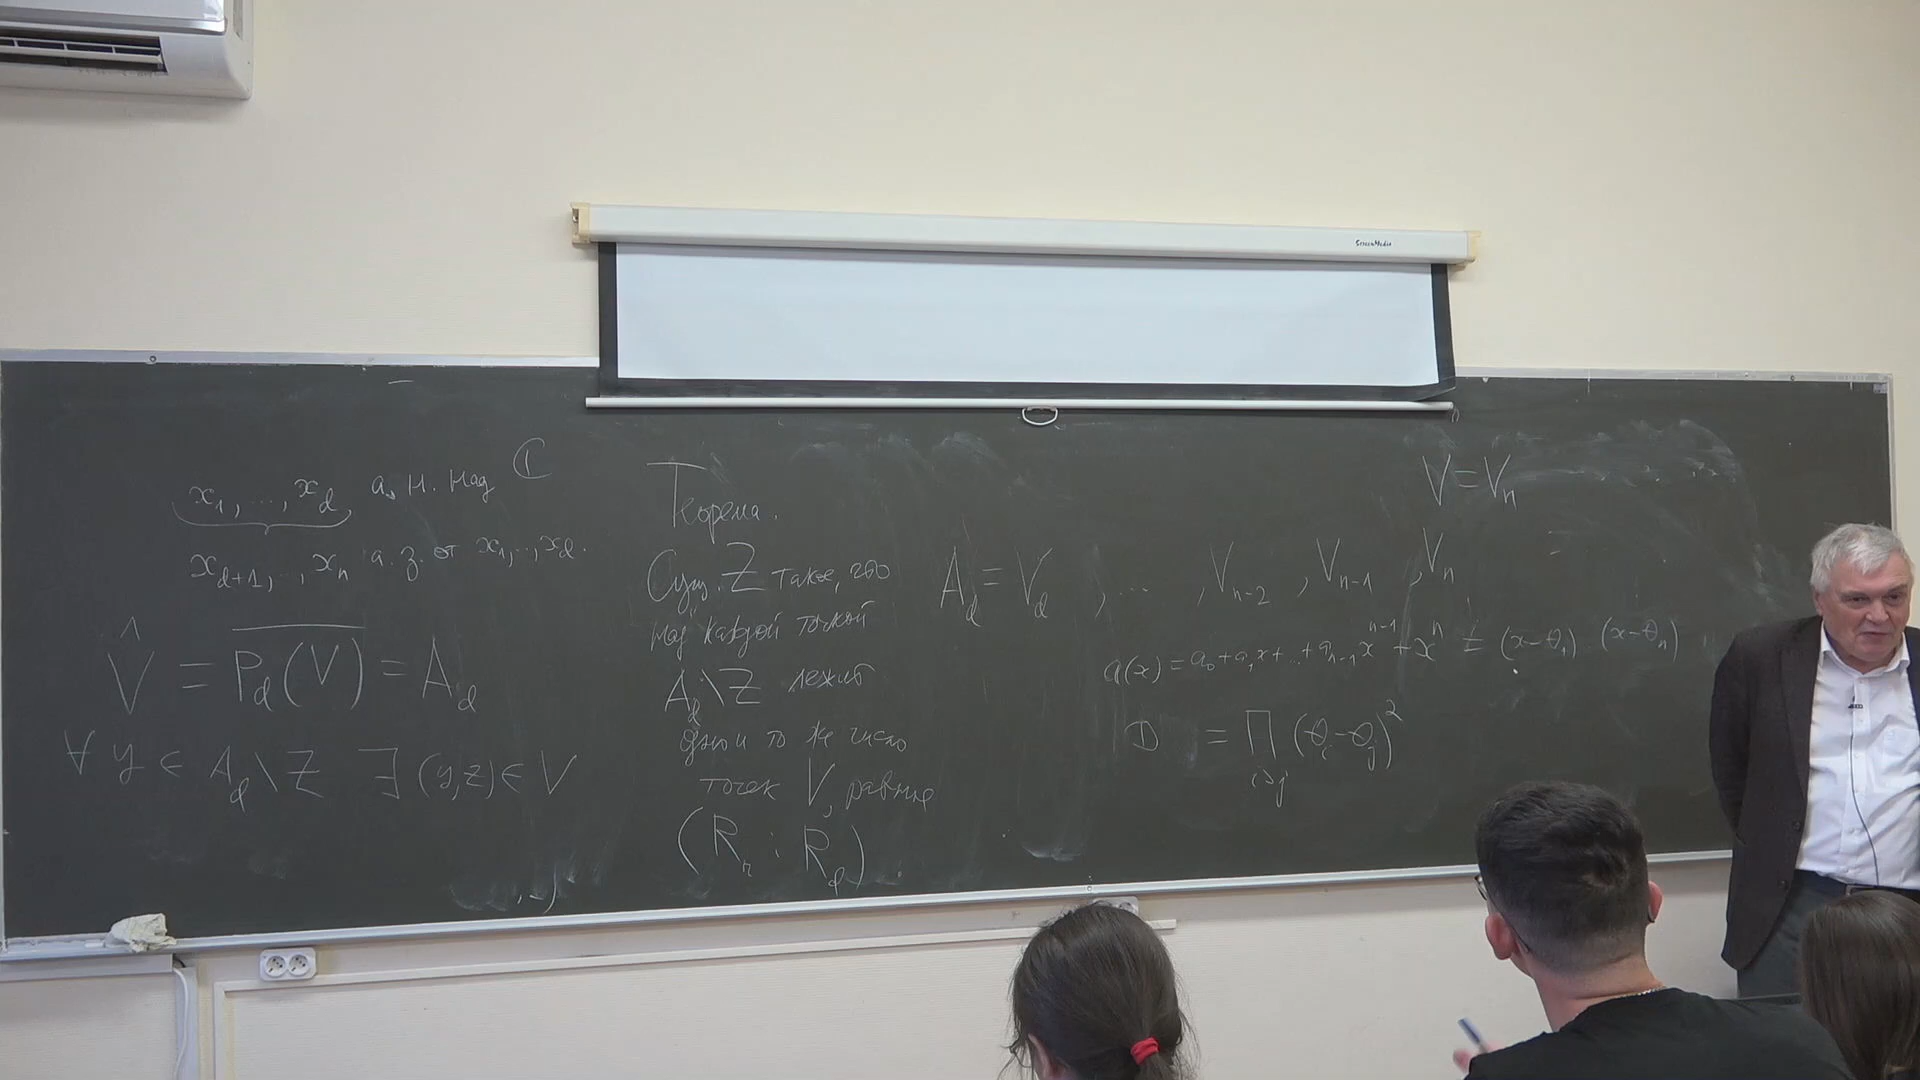 ScreenMedia
x₁, ..., x_d а. н. над ℂ
x_{d+1}, .., x_n а. з. от x₁, .., x_d.
V̂ = \overline{P_d(V)} = A_d
∀ y ∈ A_d \ Z ∃ (y,z) ∈ V
Теорема.
Сущ. Z такое, что
над каждой точкой
A_d \ Z лежит
одно и то же число
точек V, равное
(R_n : R_d)
V = V_n
A_d = V_d , ... , V_{n-2} , V_{n-1} , V_n
a(x) = a₀ + a₁x + ... + a_{n-1}x^{n-1} + x^n = (x-θ₁) (x-θ_n)
D = ∏_{i>j} (θ_i - θ_j)²